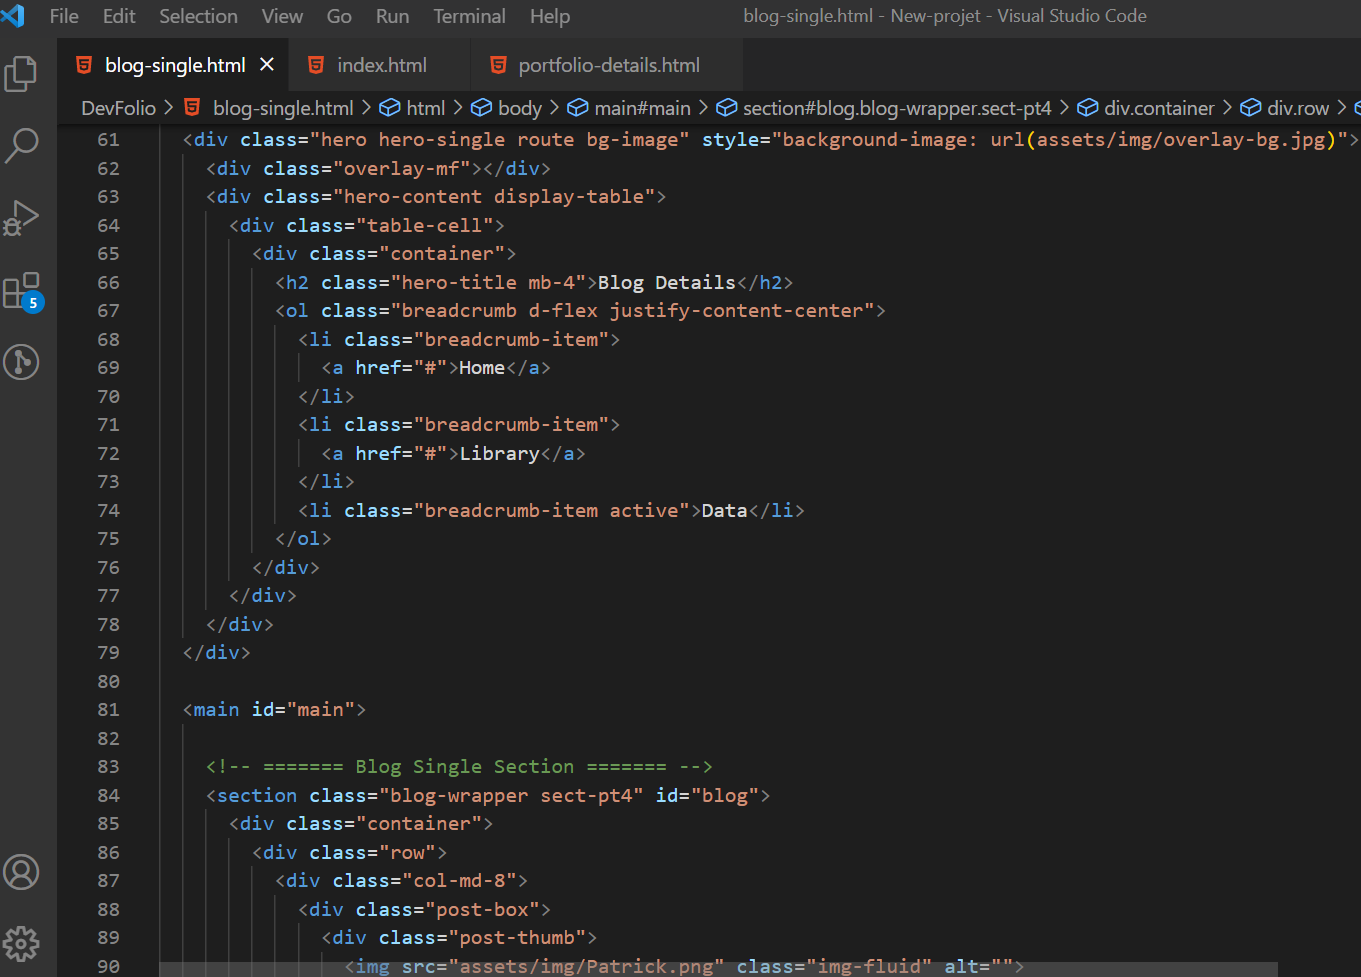 File Edit Selection View Go Run Terminal Help blog-single.html - New-projet - Visual Studio Code
blog-single.html index.html portfolio-details.html
DevFolio > blog-single.html > html > body > main#main > section#blog.blog-wrapper.sect-pt4 > div.container > div.row >
61 <div class="hero hero-single route bg-image" style="background-image: url(assets/img/overlay-bg.jpg)">
62 <div class="overlay-mf"></div>
63 <div class="hero-content display-table">
64 <div class="table-cell">
65 <div class="container">
66 <h2 class="hero-title mb-4">Blog Details</h2>
67 <ol class="breadcrumb d-flex justify-content-center">
68 <li class="breadcrumb-item">
69 <a href="#">Home</a>
70 </li>
71 <li class="breadcrumb-item">
72 <a href="#">Library</a>
73 </li>
74 <li class="breadcrumb-item active">Data</li>
75 </ol>
76 </div>
77 </div>
78 </div>
79 </div>
80
81 <main id="main">
82
83 <!-- ======= Blog Single Section ======= -->
84 <section class="blog-wrapper sect-pt4" id="blog">
85 <div class="container">
86 <div class="row">
87 <div class="col-md-8">
88 <div class="post-box">
89 <div class="post-thumb">
90 <img src="assets/img/Patrick.png" class="img-fluid" alt="">
5